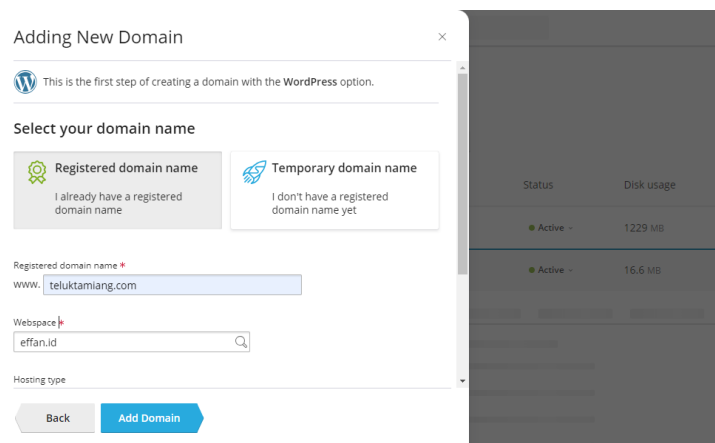 Adding New Domain
This is the first step of creating a domain with the WordPress option.
Select your domain name
Registered domain name
I already have a registered
domain name
Temporary domain name
I don't have a registered
domain name yet
Registered domain name *
www. teluktamiang.com
Webspace *
effan.id
Hosting type
Back
Add Domain
Status Disk usage
Active 1229 MB
Active 16.6 MB